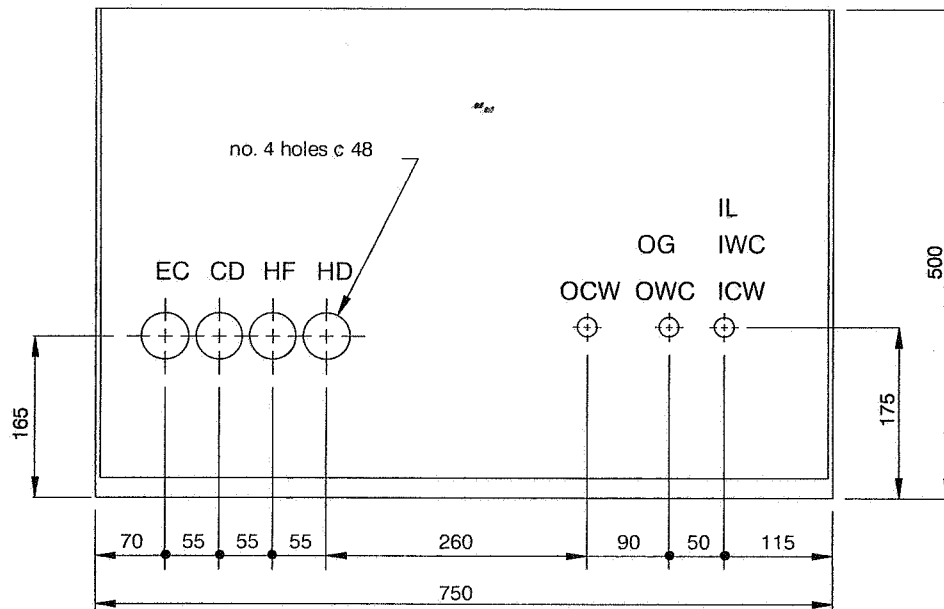 no. 4 holes ¢ 48
IL
OG IWC
EC CD HF HD
OCW OWC ICW
500
165
175
70 55 55 55 260 90 50 115
750